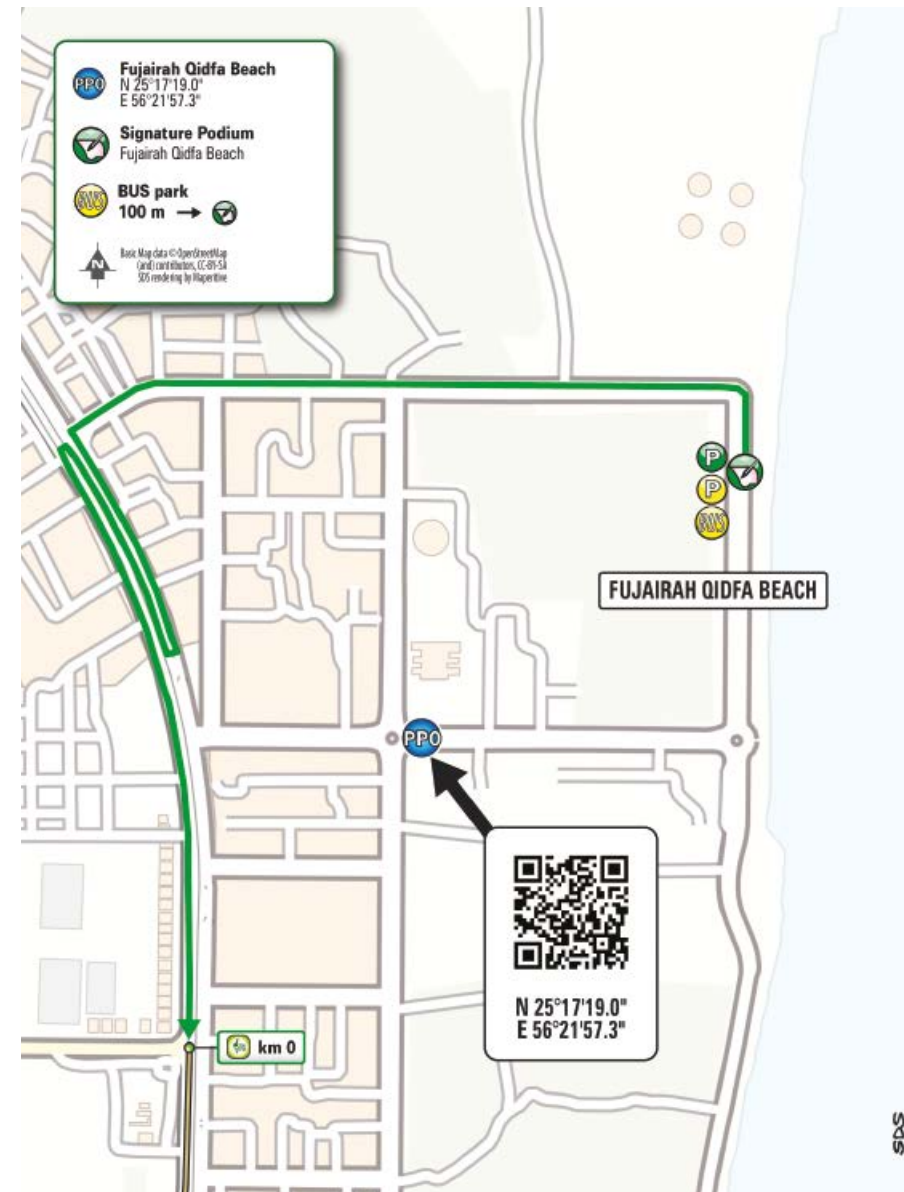 PPO
Fujairah Qidfa Beach
N 25°17'19.0"
E 56°21'57.3"
Signature Podium
Fujairah Qidfa Beach
BUS
BUS park
100 m →
N
Basic Map data © OpenStreetMap
(and) contributors, CC-BY-SA
SDS rendering by Maperitive
P
P
BUS
FUJAIRAH QIDFA BEACH
PPO
N 25°17'19.0"
E 56°21'57.3"
km 0
SDS